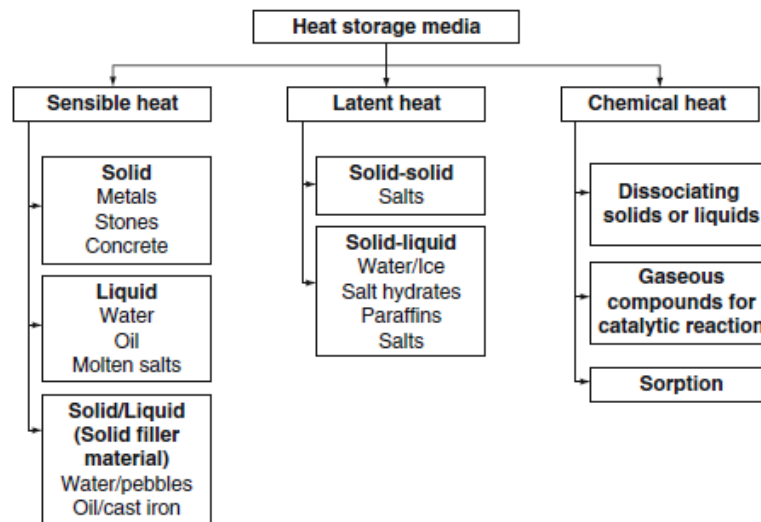 Heat storage media
Sensible heat
Latent heat
Chemical heat
Solid
Metals
Stones
Concrete
Liquid
Water
Oil
Molten salts
Solid/Liquid
(Solid filler
material)
Water/pebbles
Oil/cast iron
Solid-solid
Salts
Solid-liquid
Water/Ice
Salt hydrates
Paraffins
Salts
Dissociating
solids or liquids
Gaseous
compounds for
catalytic reaction
Sorption